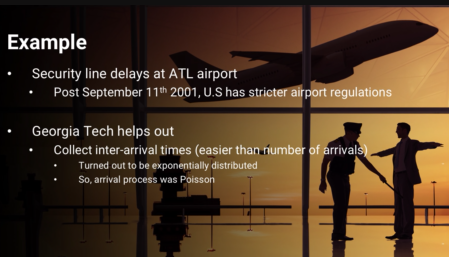 Example
• Security line delays at ATL airport
• Post September 11th 2001, U.S has stricter airport regulations
• Georgia Tech helps out
• Collect inter-arrival times (easier than number of arrivals)
• Turned out to be exponentially distributed
• So, arrival process was Poisson